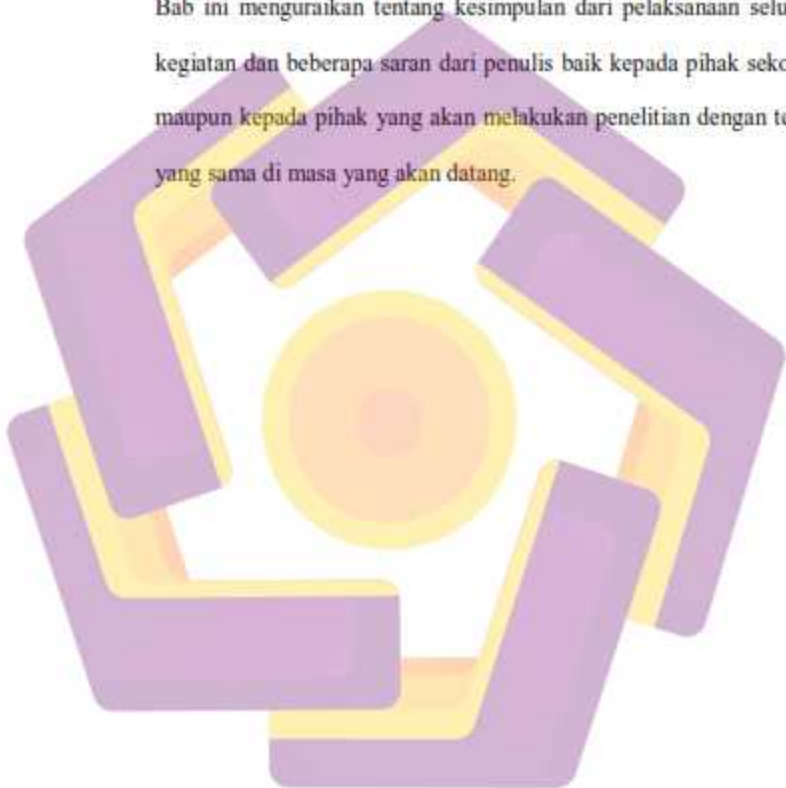 Bab ini menguraikan tentang kesimpulan dari pelaksanaan selu
kegiatan dan beberapa saran dari penulis baik kepada pihak seko
maupun kepada pihak yang akan melakukan penelitian dengan te
yang sama di masa yang akan datang.